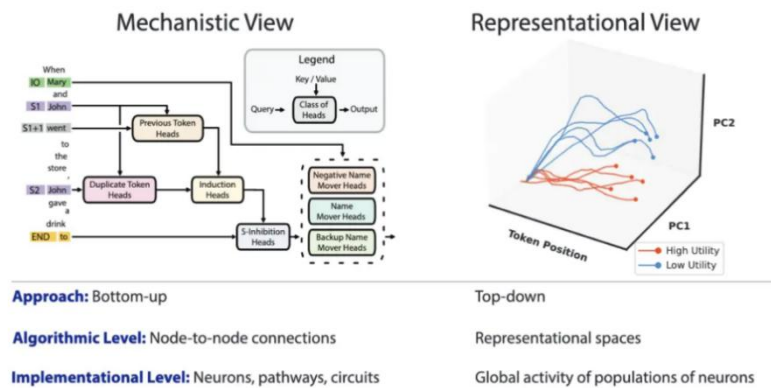 Mechanistic View
When
IO Mary
and
S1 John
S1+1 went
to
the
store
,
S2 John
gave
a
drink
END to
Previous Token
Heads
Duplicate Token
Heads
Induction
Heads
S-Inhibition
Heads
Legend
Key / Value
Query
Class of
Heads
Output
Negative Name
Mover Heads
Name
Mover Heads
Backup Name
Mover Heads
Representational View
PC2
PC1
Token Position
High Utility
Low Utility
Approach: Bottom-up
Top-down
Algorithmic Level: Node-to-node connections
Representational spaces
Implementational Level: Neurons, pathways, circuits
Global activity of populations of neurons